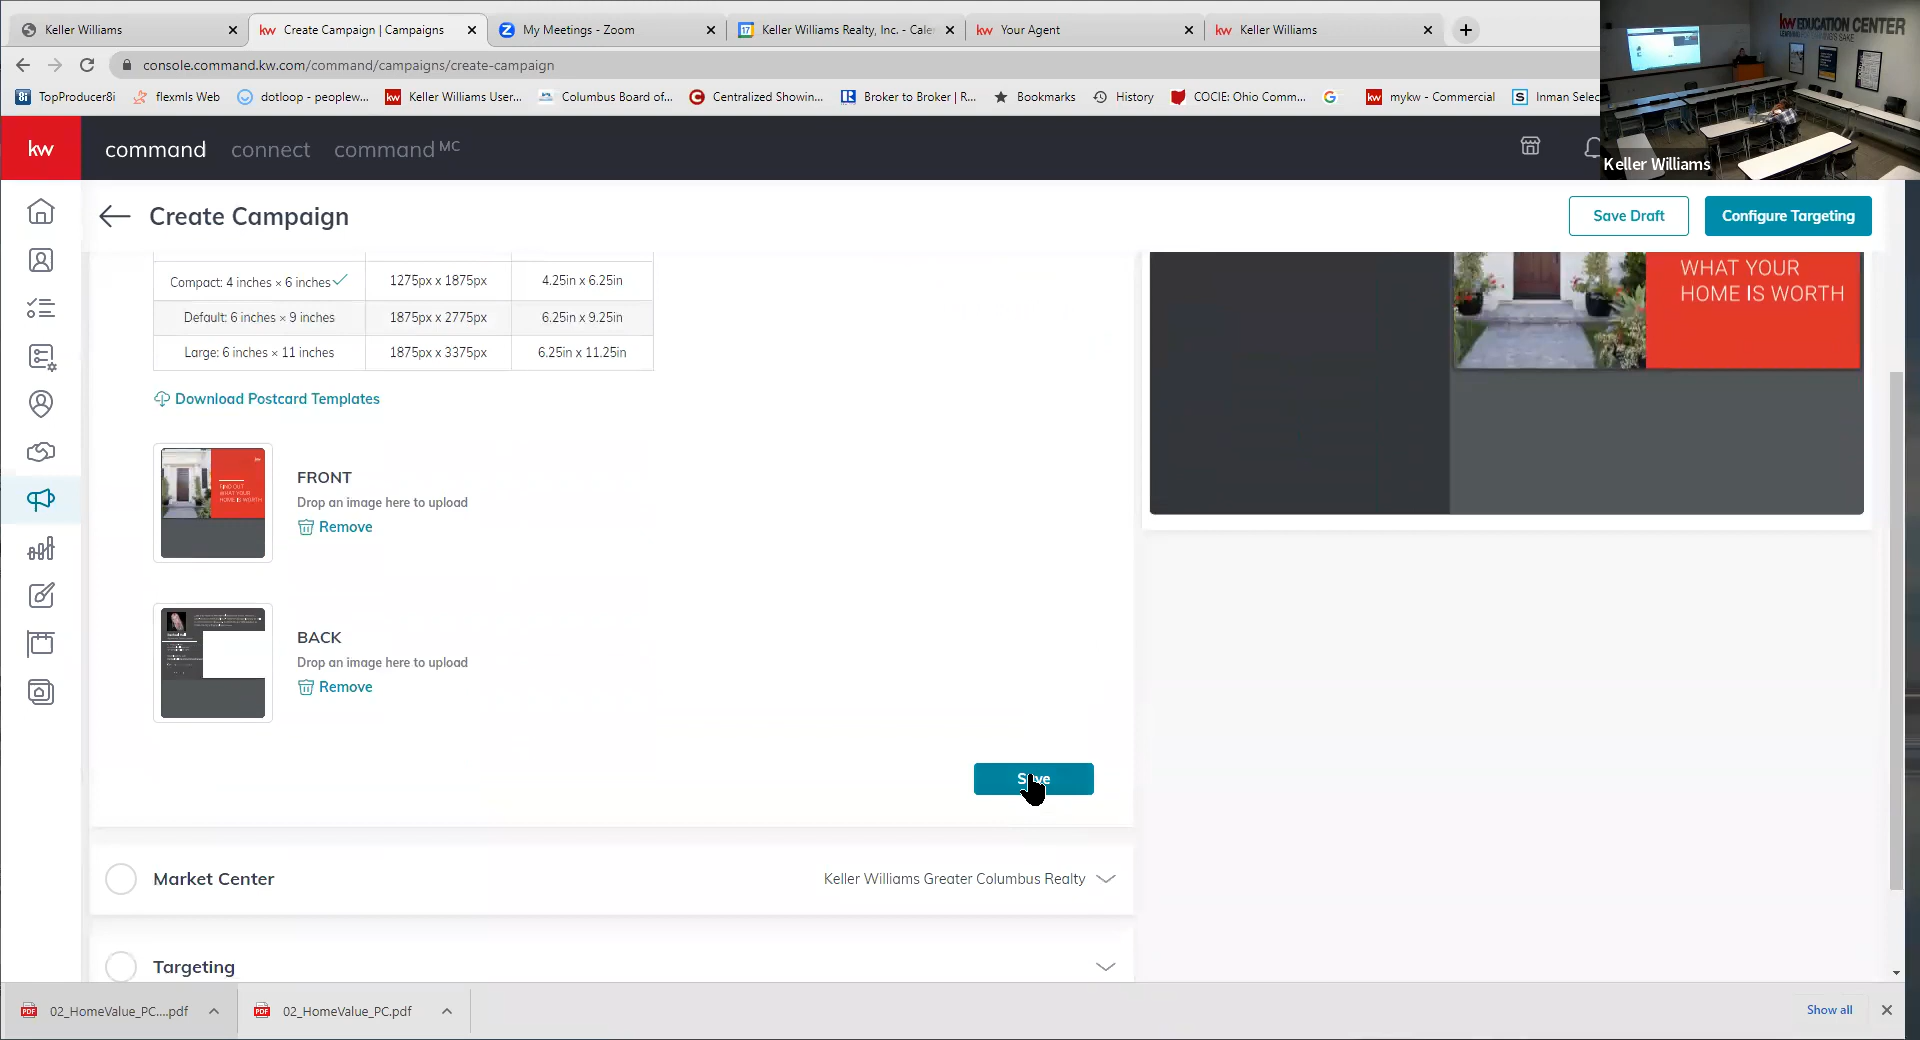 Keller Williams
Create Campaign | Campaigns
My Meetings - Zoom
Keller Williams Realty, Inc. - Cale
Your Agent
Keller Williams
console.command.kw.com/command/campaigns/create-campaign
TopProducer8i
flexmls Web
dotloop - peoplew...
Keller Williams User...
Columbus Board of...
Centralized Showin...
Broker to Broker | R...
Bookmarks
History
COCIE: Ohio Comm...
mykw - Commercial
Inman Selec
kw EDUCATION CENTER
Keller Williams
kw
command
connect
command MC
Create Campaign
Save Draft
Configure Targeting
Compact: 4 inches × 6 inches
1275px x 1875px
4.25in x 6.25in
Default: 6 inches × 9 inches
1875px x 2775px
6.25in x 9.25in
Large: 6 inches × 11 inches
1875px x 3375px
6.25in x 11.25in
Download Postcard Templates
WHAT YOUR
HOME IS WORTH
FRONT
Drop an image here to upload
Remove
FIND OUT
WHAT YOUR
HOME IS WORTH
BACK
Drop an image here to upload
Remove
Save
Market Center
Keller Williams Greater Columbus Realty
Targeting
02_HomeValue_PC....pdf
02_HomeValue_PC.pdf
Show all